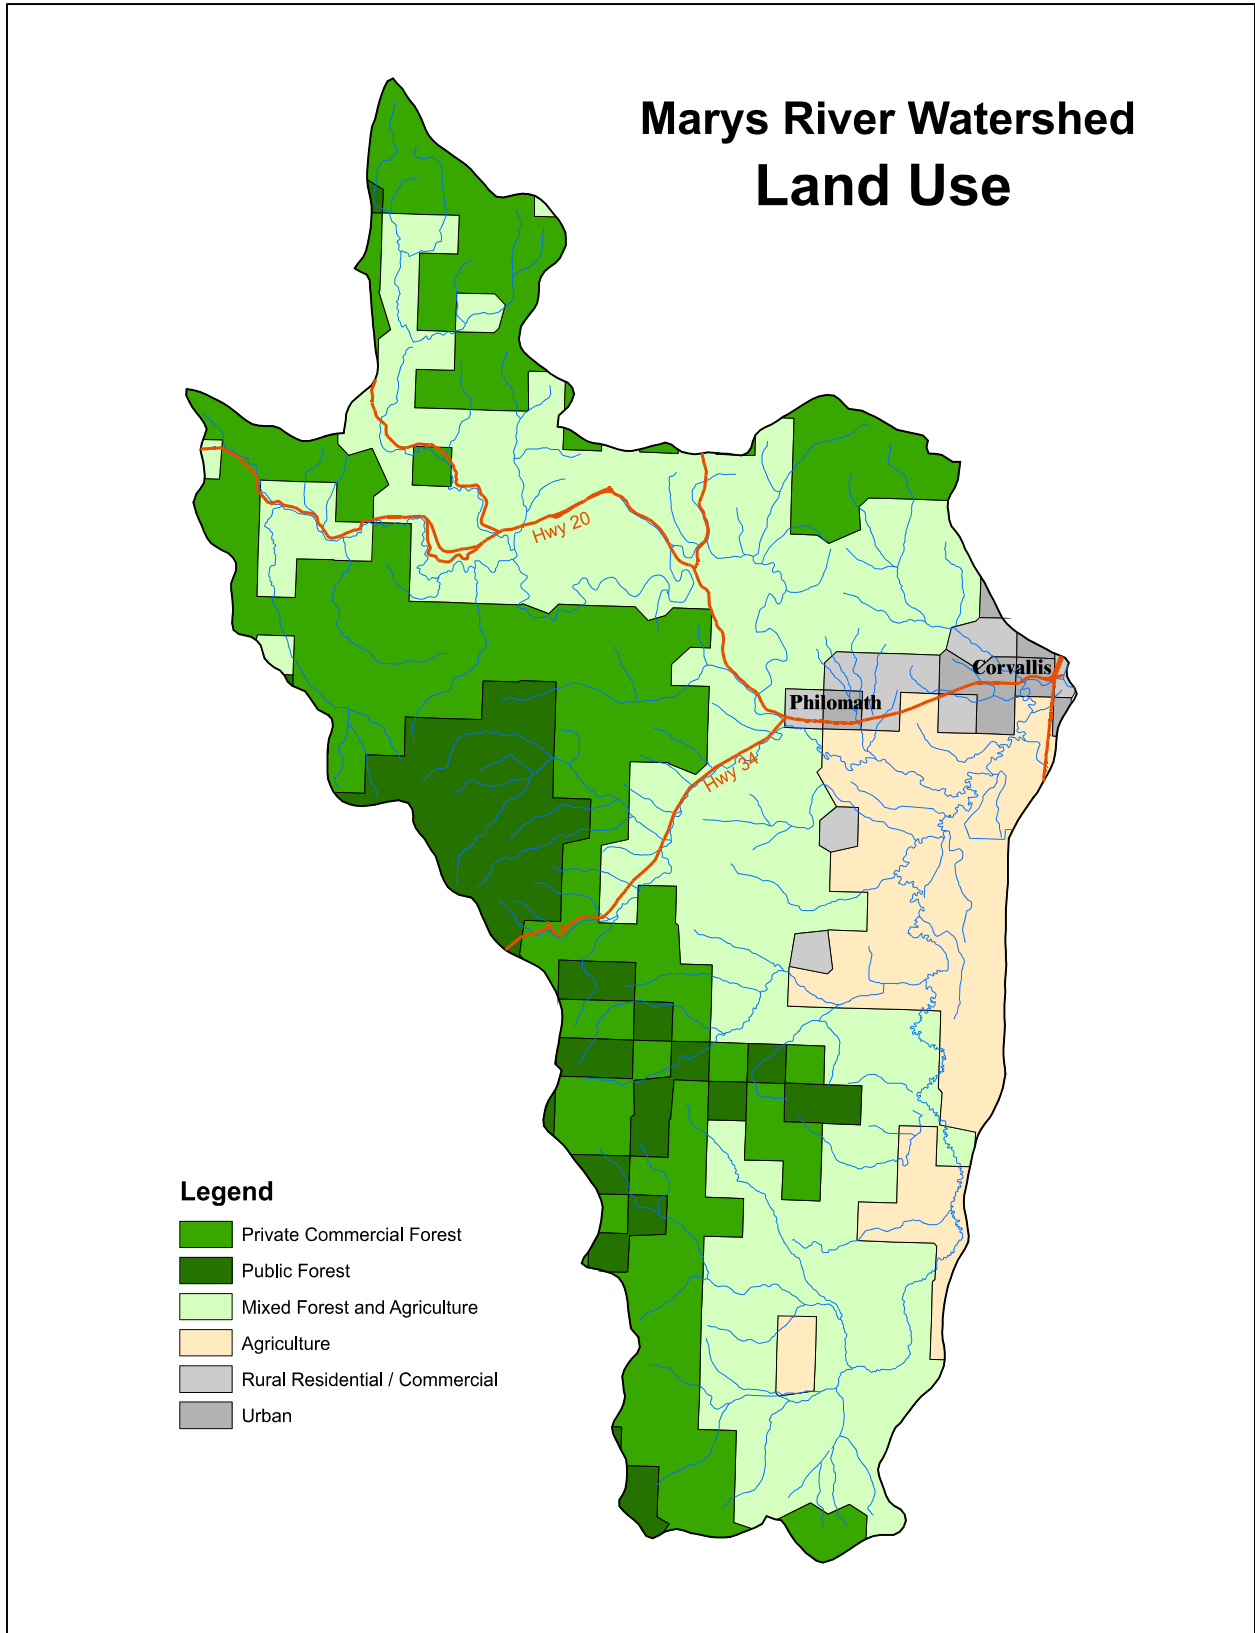 Marys River Watershed
Land Use
Hwy 20
Corvallis
Philomath
Hwy 34
Legend
Private Commercial Forest
Public Forest
Mixed Forest and Agriculture
Agriculture
Rural Residential / Commercial
Urban